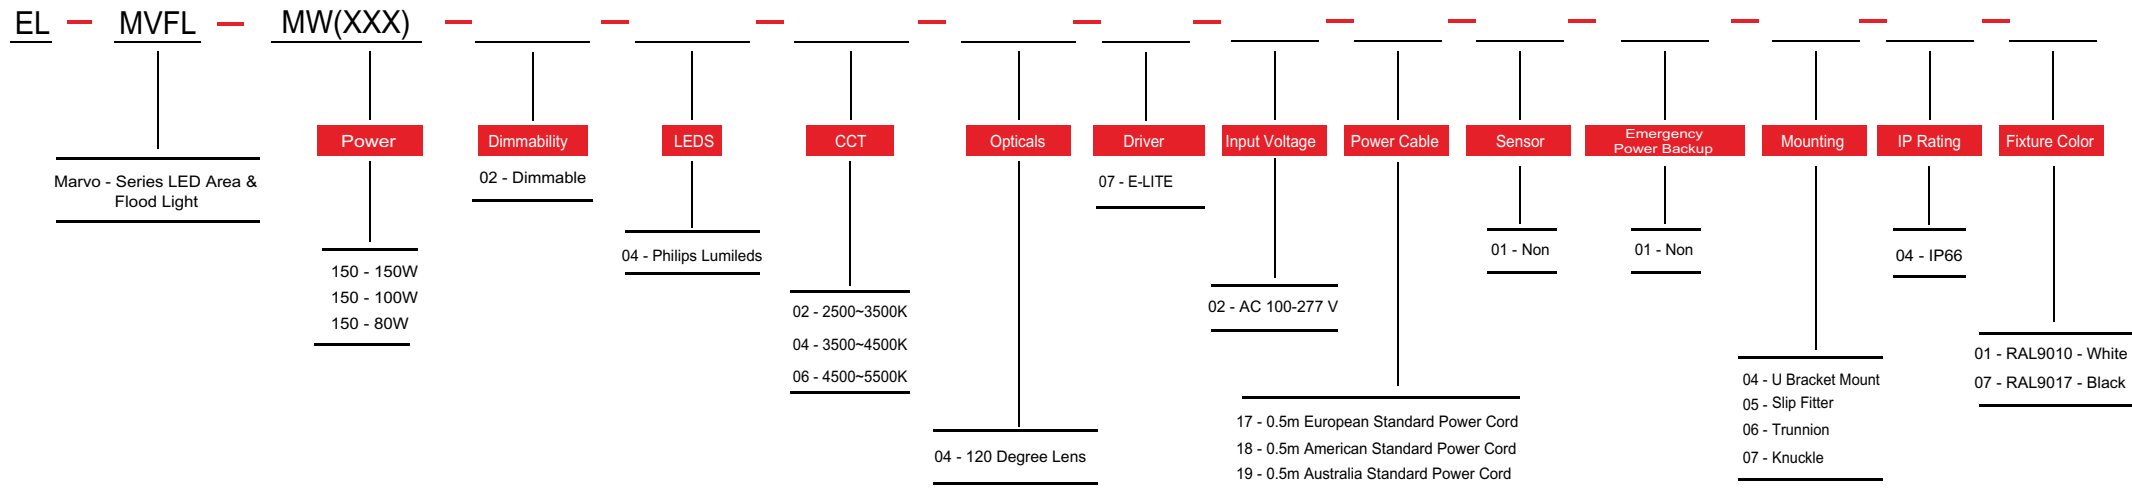 EL — MVFL — MW(XXX) — — — — — — — — — — — —
Marvo - Series LED Area &
Flood Light
Power
150 - 150W
150 - 100W
150 - 80W
Dimmability
02 - Dimmable
LEDS
04 - Philips Lumileds
CCT
02 - 2500~3500K
04 - 3500~4500K
06 - 4500~5500K
Opticals
04 - 120 Degree Lens
Driver
07 - E-LITE
Input Voltage
02 - AC 100-277 V
Power Cable
17 - 0.5m European Standard Power Cord
18 - 0.5m American Standard Power Cord
19 - 0.5m Australia Standard Power Cord
Sensor
01 - Non
Emergency
Power Backup
01 - Non
Mounting
04 - U Bracket Mount
05 - Slip Fitter
06 - Trunnion
07 - Knuckle
IP Rating
04 - IP66
Fixture Color
01 - RAL9010 - White
07 - RAL9017 - Black